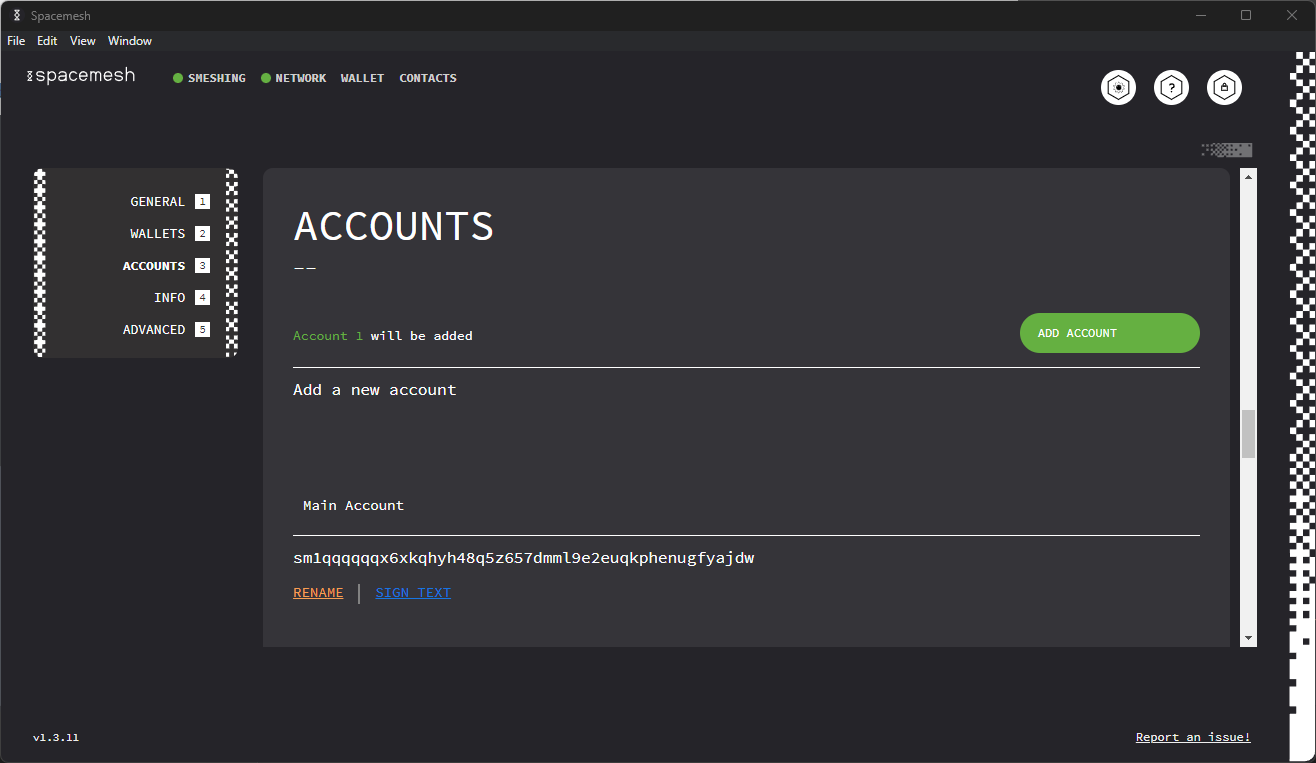 Spacemesh
File Edit View Window
spacemesh
SMESHING NETWORK WALLET CONTACTS
?
GENERAL 1
WALLETS 2
ACCOUNTS 3
INFO 4
ADVANCED 5
ACCOUNTS
--
Account 1 will be added
ADD ACCOUNT
Add a new account
Main Account
sm1qqqqqqx6xkqhyh48q5z657dmml9e2euqkphenugfyajdw
RENAME | SIGN TEXT
v1.3.11
Report an issue!